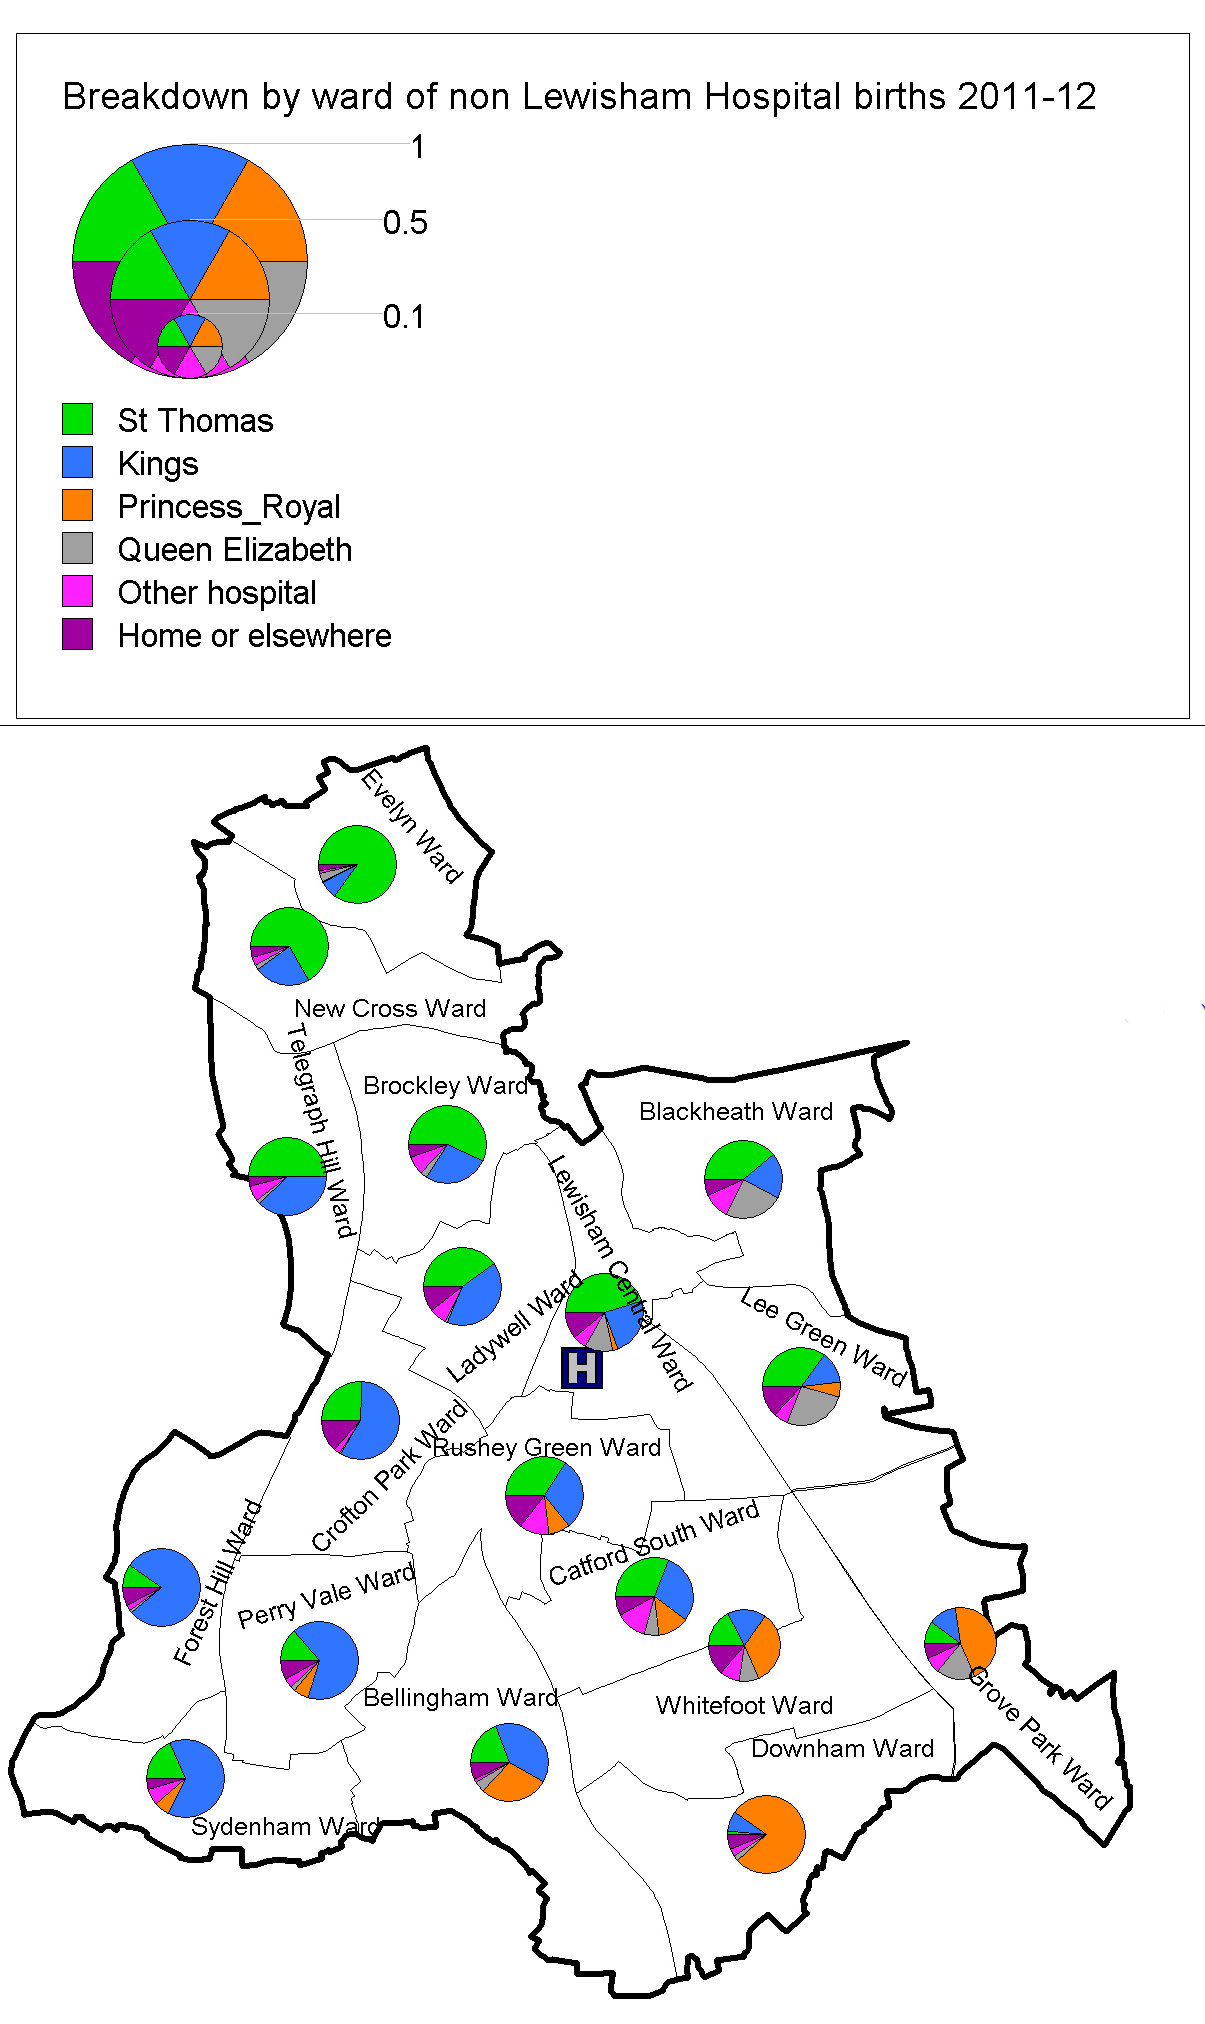 Breakdown by ward of non Lewisham Hospital births 2011-12
1
0.5
0.1
St Thomas
Kings
Princess_Royal
Queen Elizabeth
Other hospital
Home or elsewhere
Evelyn Ward
New Cross Ward
Telegraph Hill Ward
Brockley Ward
Blackheath Ward
Lewisham Central Ward
Ladywell Ward
Lee Green Ward
H
Crofton Park Ward
Rushey Green Ward
Forest Hill Ward
Catford South Ward
Perry Vale Ward
Bellingham Ward
Whitefoot Ward
Grove Park Ward
Downham Ward
Sydenham Ward